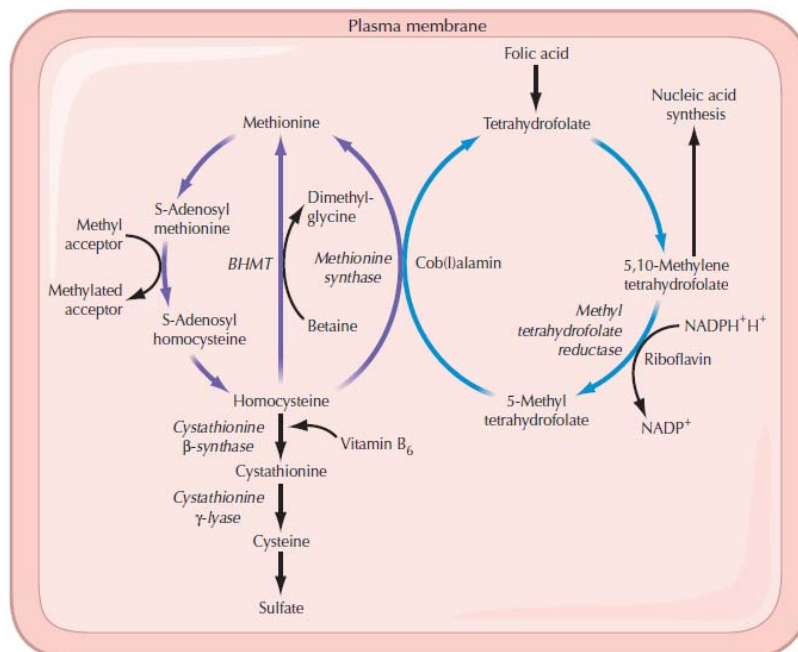 Plasma membrane
Folic acid
Nucleic acid
synthesis
Methionine
Tetrahydrofolate
Dimethyl-
glycine
S-Adenosyl
methionine
Methyl
acceptor
BHMT
Methionine
synthase
Cob(I)alamin
5,10-Methylene
tetrahydrofolate
Methylated
acceptor
S-Adenosyl
homocysteine
Betaine
Methyl
tetrahydrofolate
reductase
NADPH⁺H⁺
Riboflavin
Homocysteine
5-Methyl
tetrahydrofolate
NADP⁺
Cystathionine
β-synthase
Vitamin B₆
Cystathionine
Cystathionine
γ-lyase
Cysteine
Sulfate